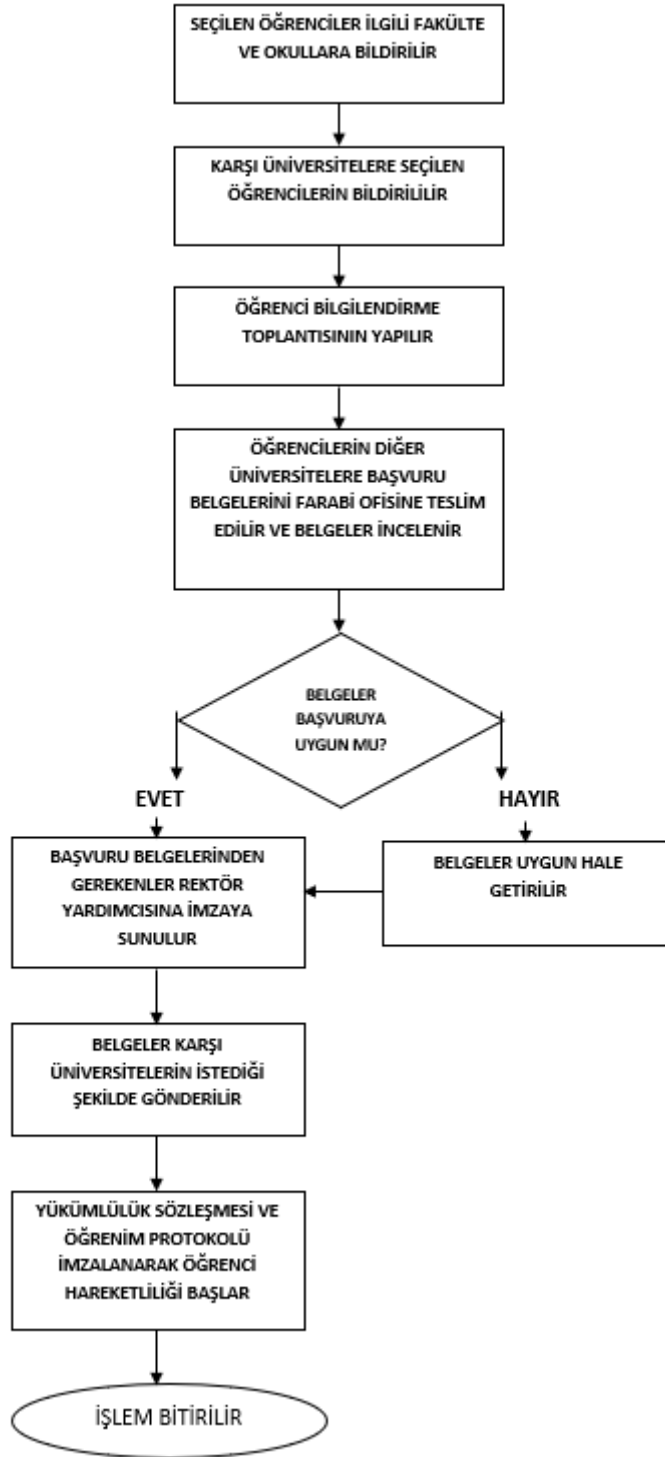 SEÇİLEN ÖĞRENCİLER İLGİLİ FAKÜLTE
VE OKULLARA BİLDİRİLİR
KARŞI ÜNİVERSİTELERE SEÇİLEN
ÖĞRENCİLERİN BİLDİRİLİLİR
ÖĞRENCİ BİLGİLENDİRME
TOPLANTISININ YAPILIR
ÖĞRENCİLERİN DİĞER
ÜNİVERSİTELERE BAŞVURU
BELGELERİNİ FARABİ OFİSİNE TESLİM
EDİLİR VE BELGELER İNCELENİR
BELGELER
BAŞVURUYA
UYGUN MU?
EVET
HAYIR
BAŞVURU BELGELERİNDEN
GEREKENLER REKTÖR
YARDIMCISINA İMZAYA
SUNULUR
BELGELER UYGUN HALE
GETİRİLİR
BELGELER KARŞI
ÜNİVERSİTELERİN İSTEDİĞİ
ŞEKİLDE GÖNDERİLİR
YÜKÜMLÜLÜK SÖZLEŞMESİ VE
ÖĞRENİM PROTOKOLÜ
İMZALANARAK ÖĞRENCİ
HAREKETLİLİĞİ BAŞLAR
İŞLEM BİTİRİLİR